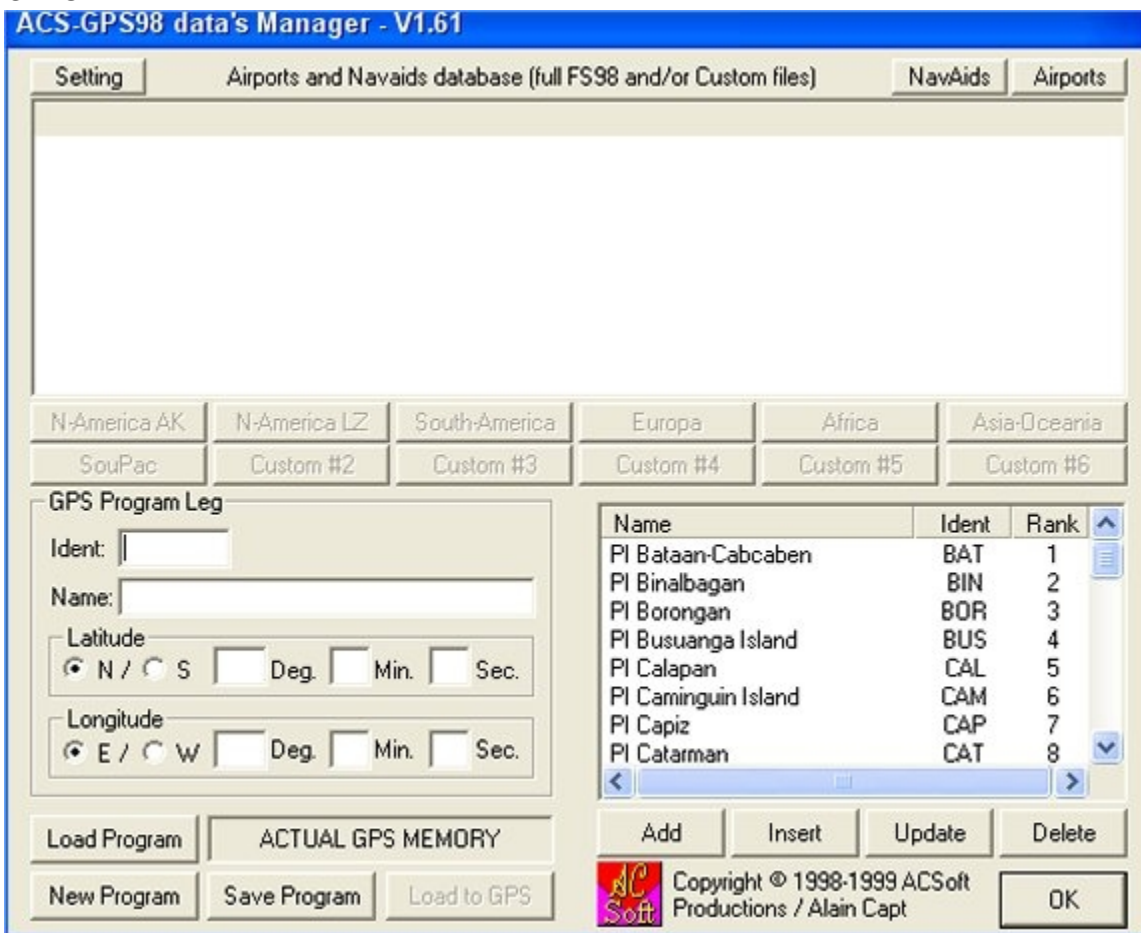 ACS-GPS98 data's Manager - V1.61
Setting Airports and Navaids database (full FS98 and/or Custom files) NavAids Airports
N-America AK N-America LZ South-America Europa Africa Asia-Oceania
SouPac Custom #2 Custom #3 Custom #4 Custom #5 Custom #6
GPS Program Leg
Ident:
Name:
Latitude
N / S Deg. Min. Sec.
Longitude
E / W Deg. Min. Sec.
Name Ident Rank
PI Bataan-Cabcaben BAT 1
PI Binalbagan BIN 2
PI Borongan BOR 3
PI Busuanga Island BUS 4
PI Calapan CAL 5
PI Caminguin Island CAM 6
PI Capiz CAP 7
PI Catarman CAT 8
Load Program ACTUAL GPS MEMORY
New Program Save Program Load to GPS
Add Insert Update Delete
AC Soft
Copyright © 1998-1999 ACSoft
Productions / Alain Capt
OK